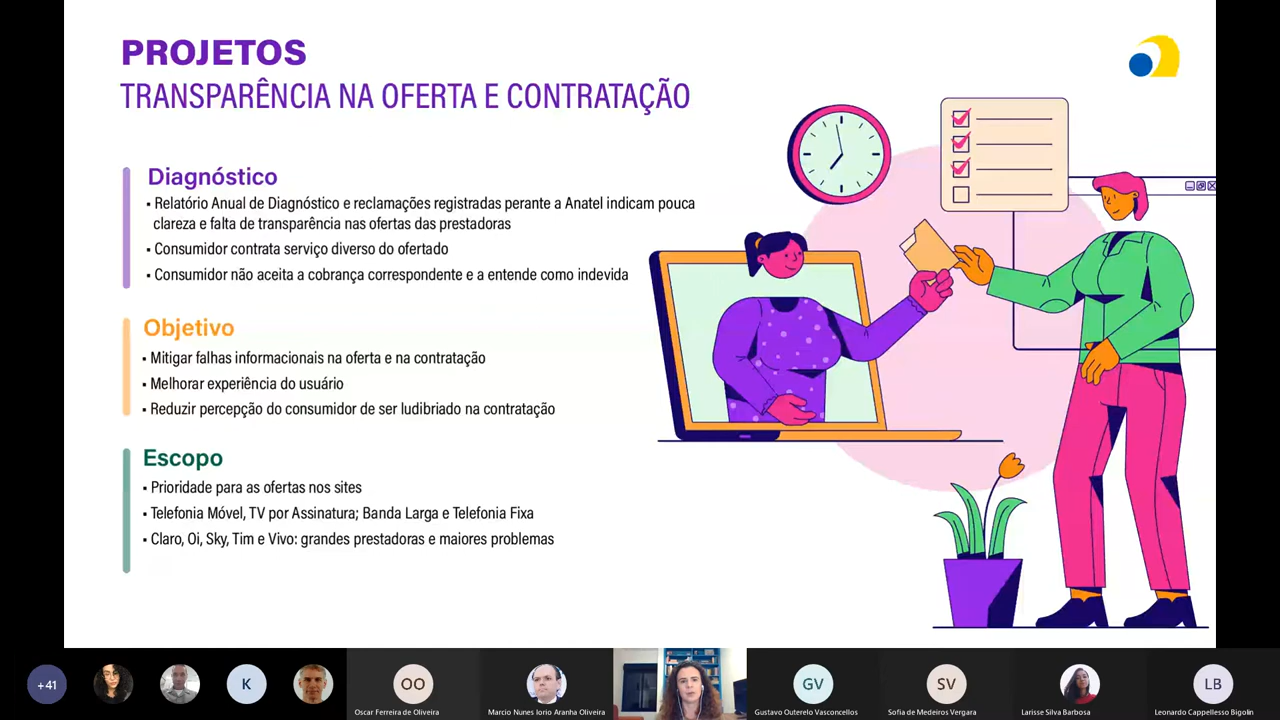 PROJETOS
TRANSPARÊNCIA NA OFERTA E CONTRATAÇÃO
Diagnóstico
▪ Relatório Anual de Diagnóstico e reclamações registradas perante a Anatel indicam pouca
clareza e falta de transparência nas ofertas das prestadoras
▪ Consumidor contrata serviço diverso do ofertado
▪ Consumidor não aceita a cobrança correspondente e a entende como indevida
Objetivo
▪ Mitigar falhas informacionais na oferta e na contratação
▪ Melhorar experiência do usuário
▪ Reduzir percepção do consumidor de ser ludibriado na contratação
Escopo
▪ Prioridade para as ofertas nos sites
▪ Telefonia Móvel, TV por Assinatura; Banda Larga e Telefonia Fixa
▪ Claro, Oi, Sky, Tim e Vivo: grandes prestadoras e maiores problemas
+41
K
OO
GV
SV
LB
Oscar Ferreira de Oliveira
Marcio Nunes Iorio Aranha Oliveira
Gustavo Outerelo Vasconcellos
Sofia de Medeiros Vergara
Larisse Silva Barbosa
Leonardo Cappellesso Bigolin